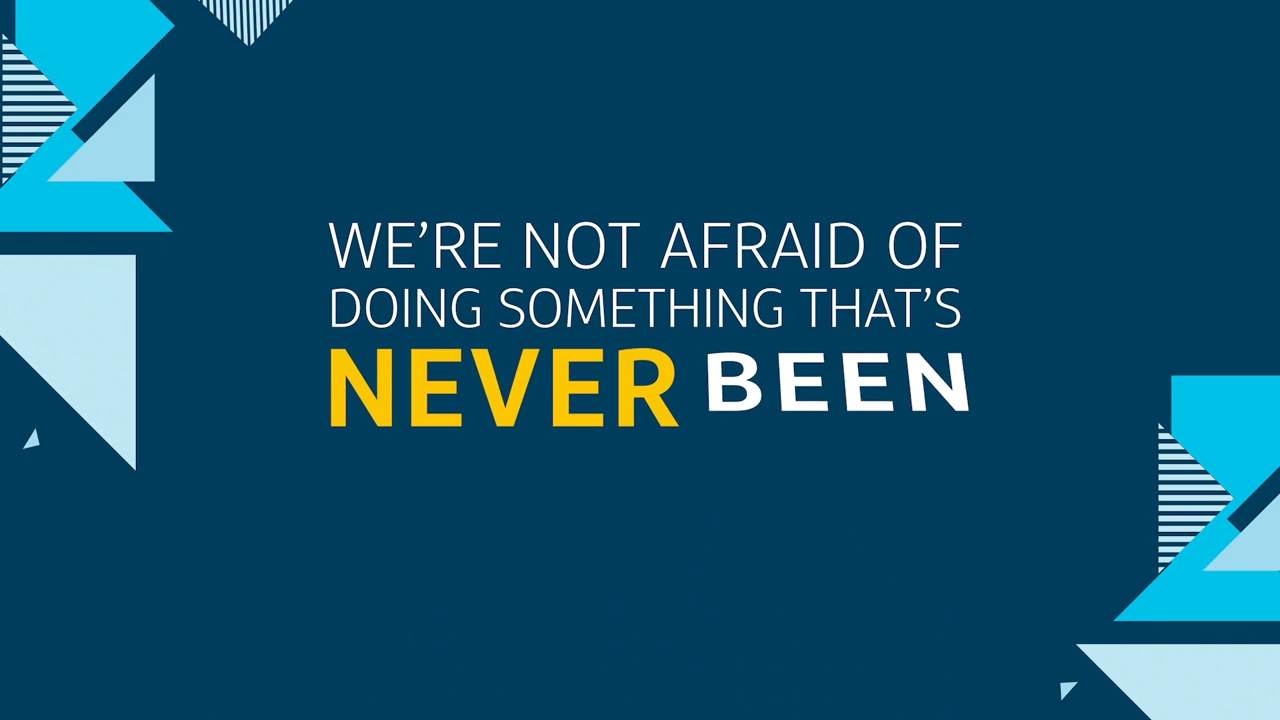 WE’RE NOT AFRAID OF
DOING SOMETHING THAT’S
NEVER BEEN